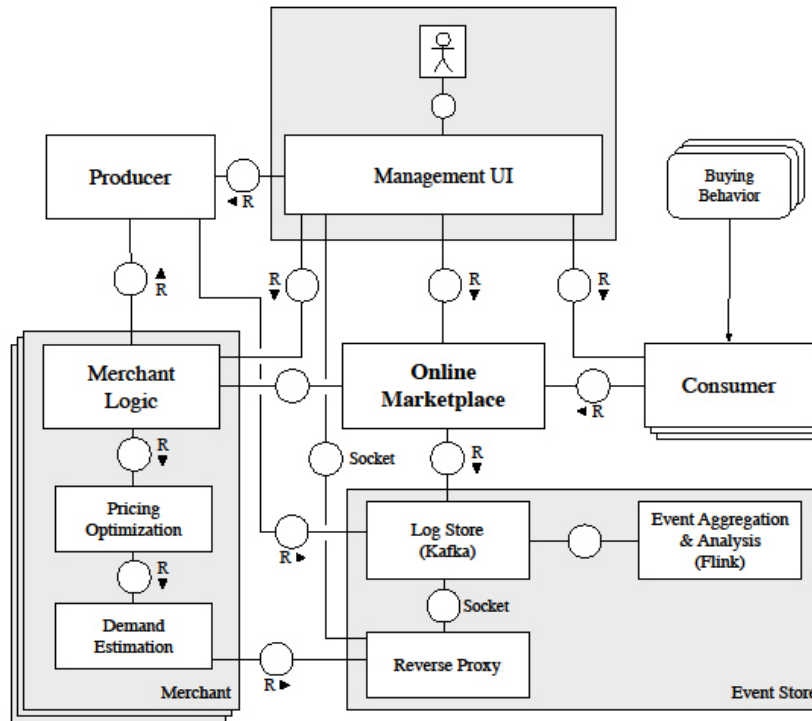 Producer
◄ R
Management UI
Buying
Behavior
▲
R
R
▼
R
▼
R
▼
Merchant
Logic
Online
Marketplace
◄ R
Consumer
R
▼
Socket
R
▼
Pricing
Optimization
R ►
Log Store
(Kafka)
Event Aggregation
& Analysis
(Flink)
R
▼
Socket
Demand
Estimation
R ►
Reverse Proxy
Merchant
Event Store